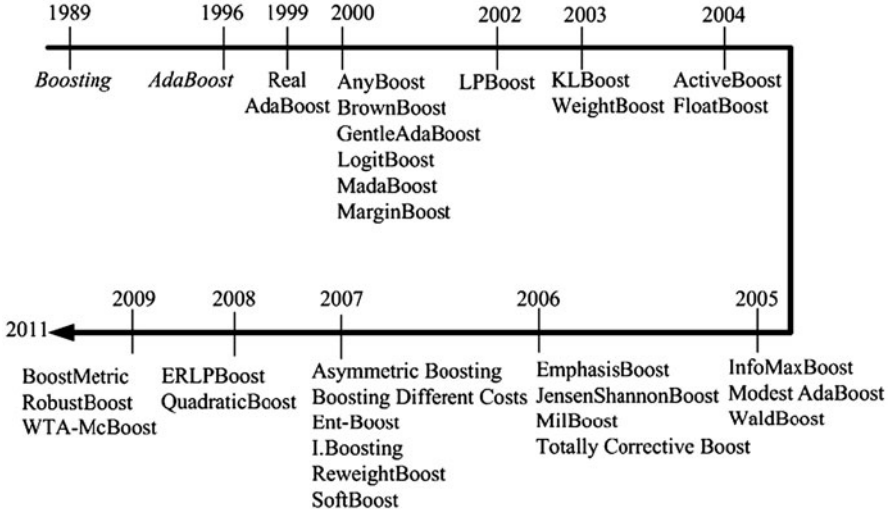 1989 1996 1999 2000 2002 2003 2004
Boosting AdaBoost Real AnyBoost LPBoost KLBoost ActiveBoost
AdaBoost BrownBoost WeightBoost FloatBoost
GentleAdaBoost
LogitBoost
MadaBoost
MarginBoost
2009 2008 2007 2006 2005
2011
BoostMetric ERLPBoost Asymmetric Boosting EmphasisBoost InfoMaxBoost
RobustBoost QuadraticBoost Boosting Different Costs JensenShannonBoost Modest AdaBoost
WTA-McBoost Ent-Boost MilBoost WaldBoost
I.Boosting Totally Corrective Boost
ReweightBoost
SoftBoost